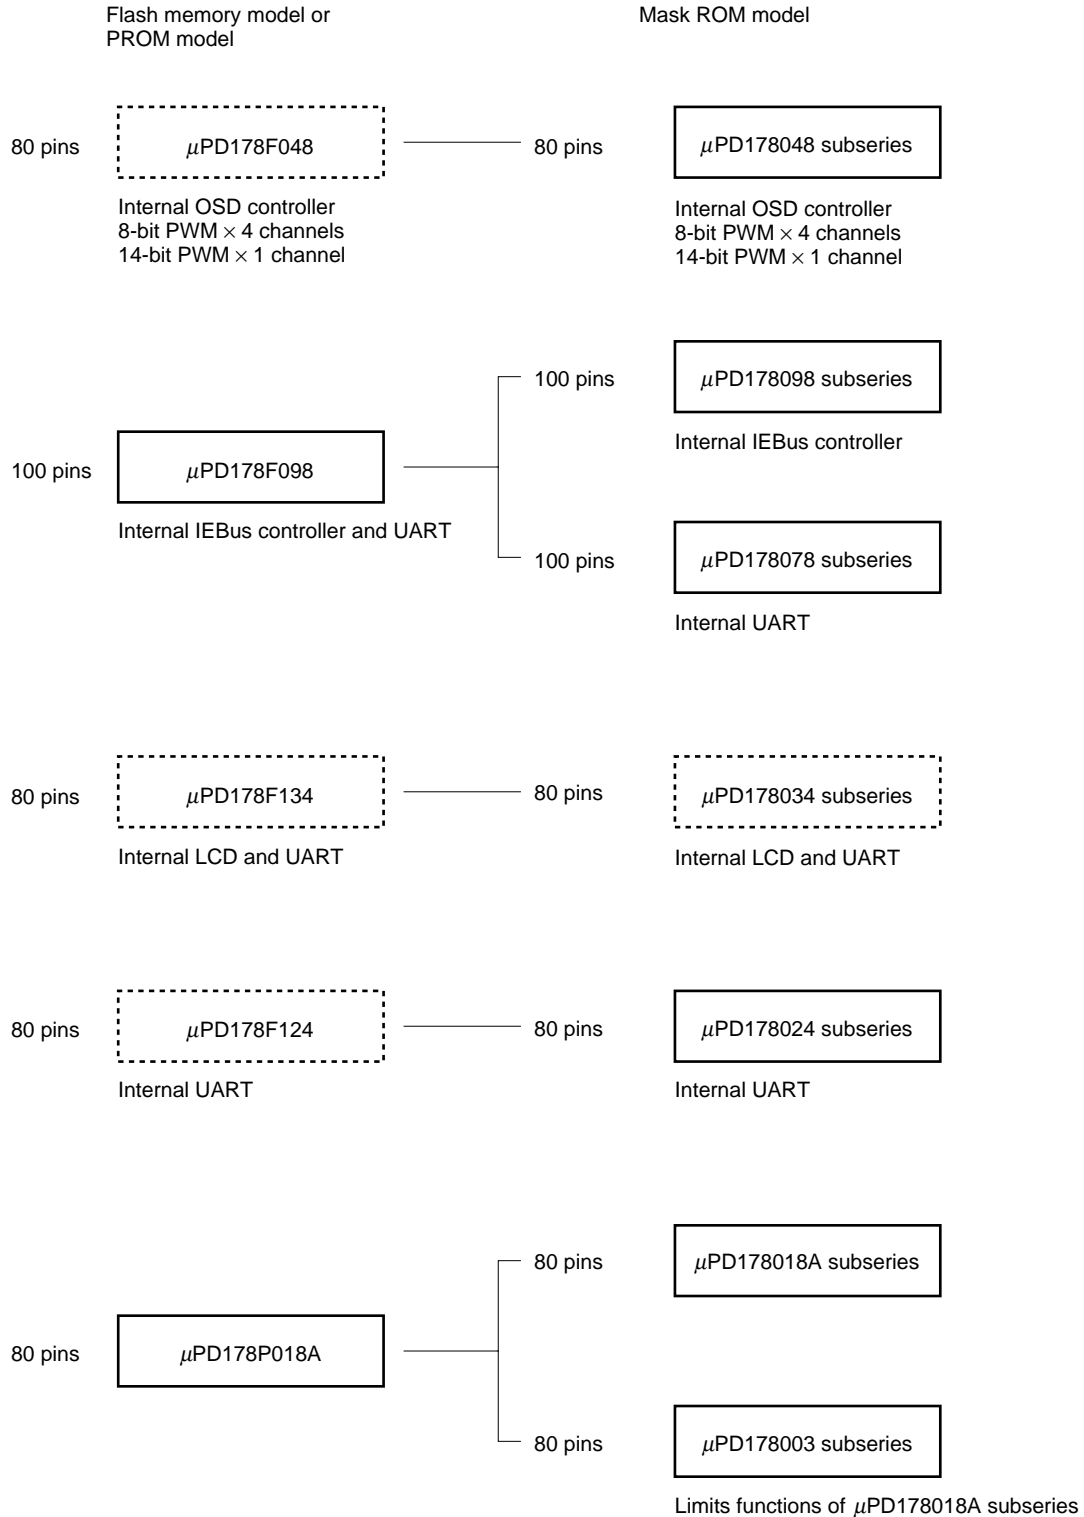 Flash memory model or
PROM model
Mask ROM model
80 pins
μPD178F048
80 pins
μPD178048 subseries
Internal OSD controller
8-bit PWM × 4 channels
14-bit PWM × 1 channel
Internal OSD controller
8-bit PWM × 4 channels
14-bit PWM × 1 channel
100 pins
μPD178098 subseries
Internal IEBus controller
100 pins
μPD178F098
Internal IEBus controller and UART
100 pins
μPD178078 subseries
Internal UART
80 pins
μPD178F134
80 pins
μPD178034 subseries
Internal LCD and UART
Internal LCD and UART
80 pins
μPD178F124
80 pins
μPD178024 subseries
Internal UART
Internal UART
80 pins
μPD178018A subseries
80 pins
μPD178P018A
80 pins
μPD178003 subseries
Limits functions of μPD178018A subseries